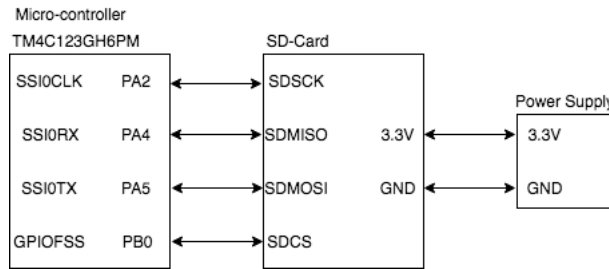 Micro-controller
TM4C123GH6PM SD-Card
Power Supply
SSI0CLK PA2 SDSCK
SSI0RX PA4 SDMISO 3.3V 3.3V
SSI0TX PA5 SDMOSI GND GND
GPIOFSS PB0 SDCS